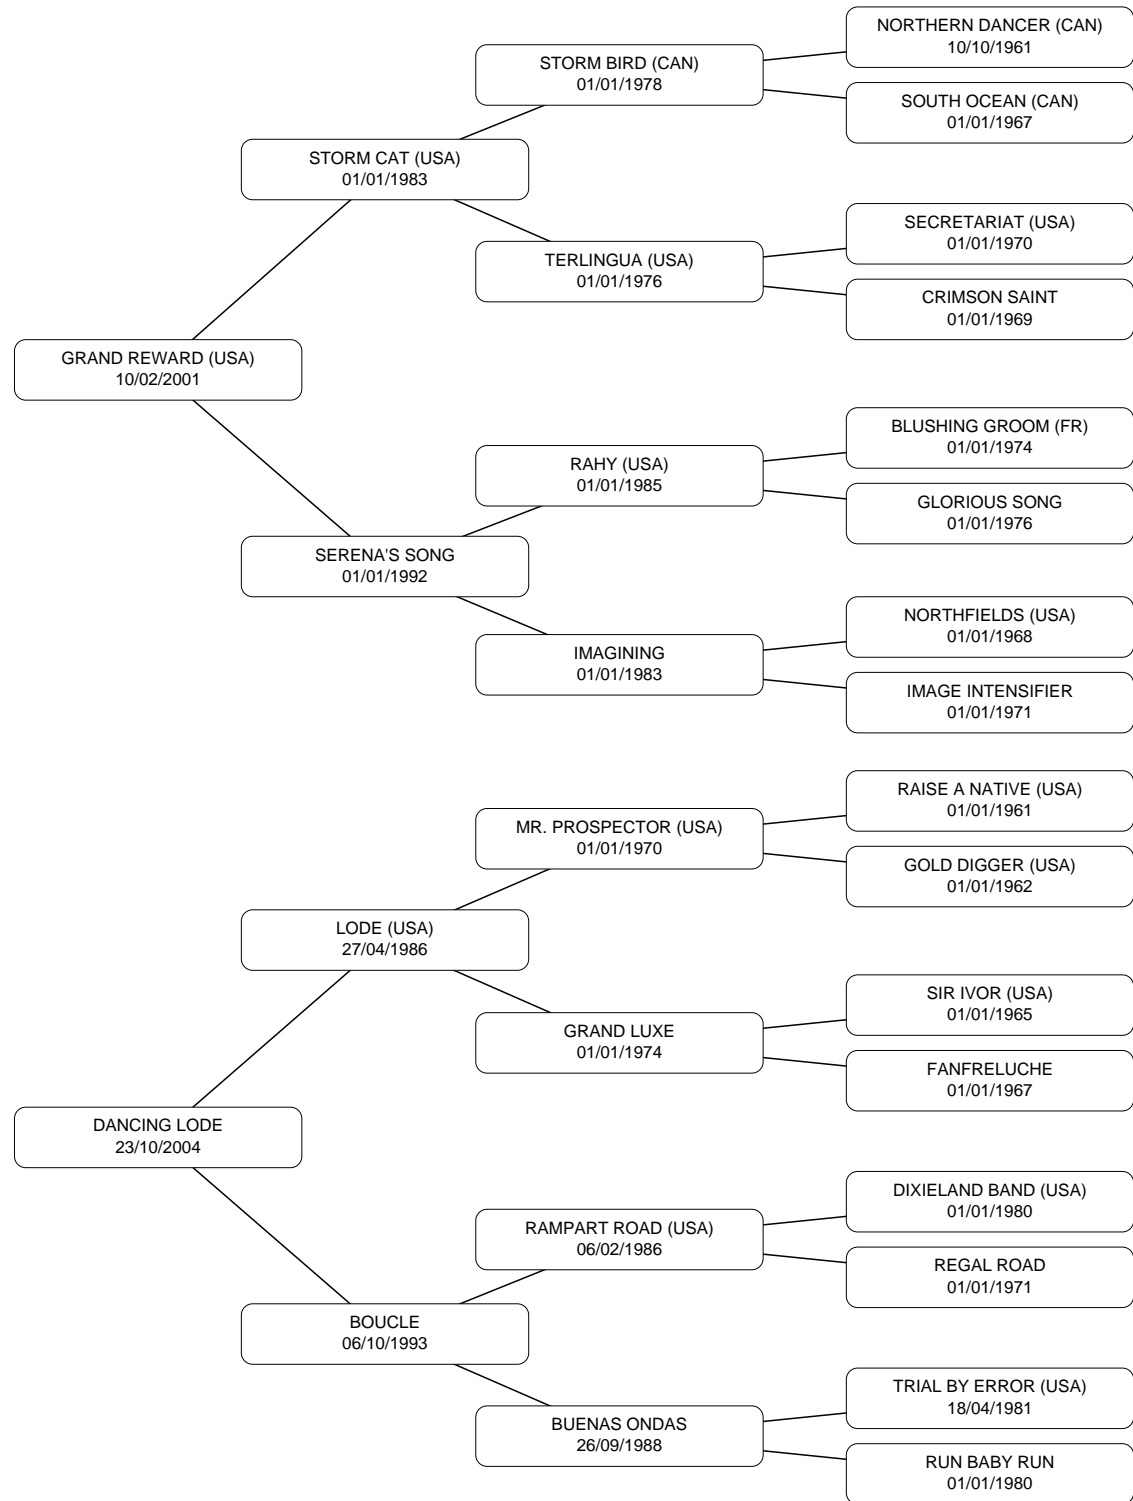 NORTHERN DANCER (CAN)
10/10/1961
STORM BIRD (CAN)
01/01/1978
SOUTH OCEAN (CAN)
01/01/1967
STORM CAT (USA)
01/01/1983
SECRETARIAT (USA)
01/01/1970
TERLINGUA (USA)
01/01/1976
CRIMSON SAINT
01/01/1969
GRAND REWARD (USA)
10/02/2001
BLUSHING GROOM (FR)
01/01/1974
RAHY (USA)
01/01/1985
GLORIOUS SONG
01/01/1976
SERENA'S SONG
01/01/1992
NORTHFIELDS (USA)
01/01/1968
IMAGINING
01/01/1983
IMAGE INTENSIFIER
01/01/1971
RAISE A NATIVE (USA)
01/01/1961
MR. PROSPECTOR (USA)
01/01/1970
GOLD DIGGER (USA)
01/01/1962
LODE (USA)
27/04/1986
SIR IVOR (USA)
01/01/1965
GRAND LUXE
01/01/1974
FANFRELUCHE
01/01/1967
DANCING LODE
23/10/2004
DIXIELAND BAND (USA)
01/01/1980
RAMPART ROAD (USA)
06/02/1986
REGAL ROAD
01/01/1971
BOUCLE
06/10/1993
TRIAL BY ERROR (USA)
18/04/1981
BUENAS ONDAS
26/09/1988
RUN BABY RUN
01/01/1980